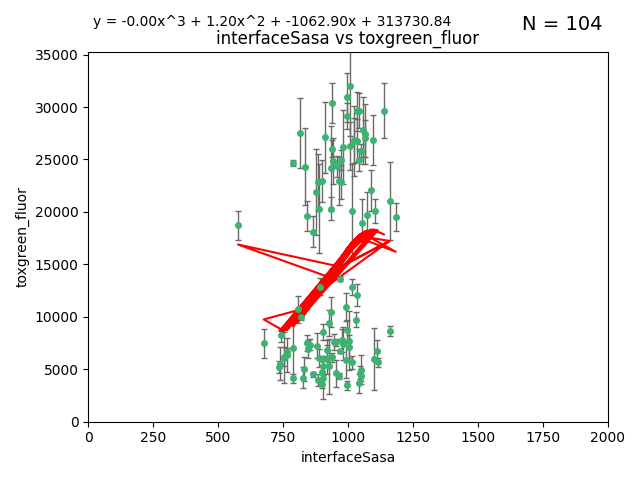 y = -0.00x^3 + 1.20x^2 + -1062.90x + 313730.84
N = 104
interfaceSasa vs toxgreen_fluor
35000
30000
25000
20000
15000
10000
5000
0
toxgreen_fluor
0 250 500 750 1000 1250 1500 1750 2000
interfaceSasa